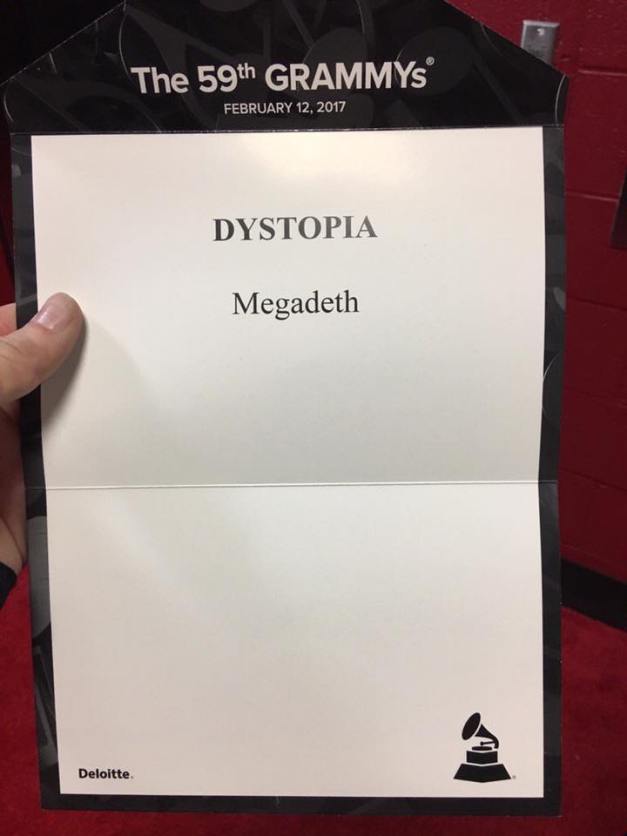 The 59th GRAMMYs®
FEBRUARY 12, 2017
DYSTOPIA
Megadeth
Deloitte.